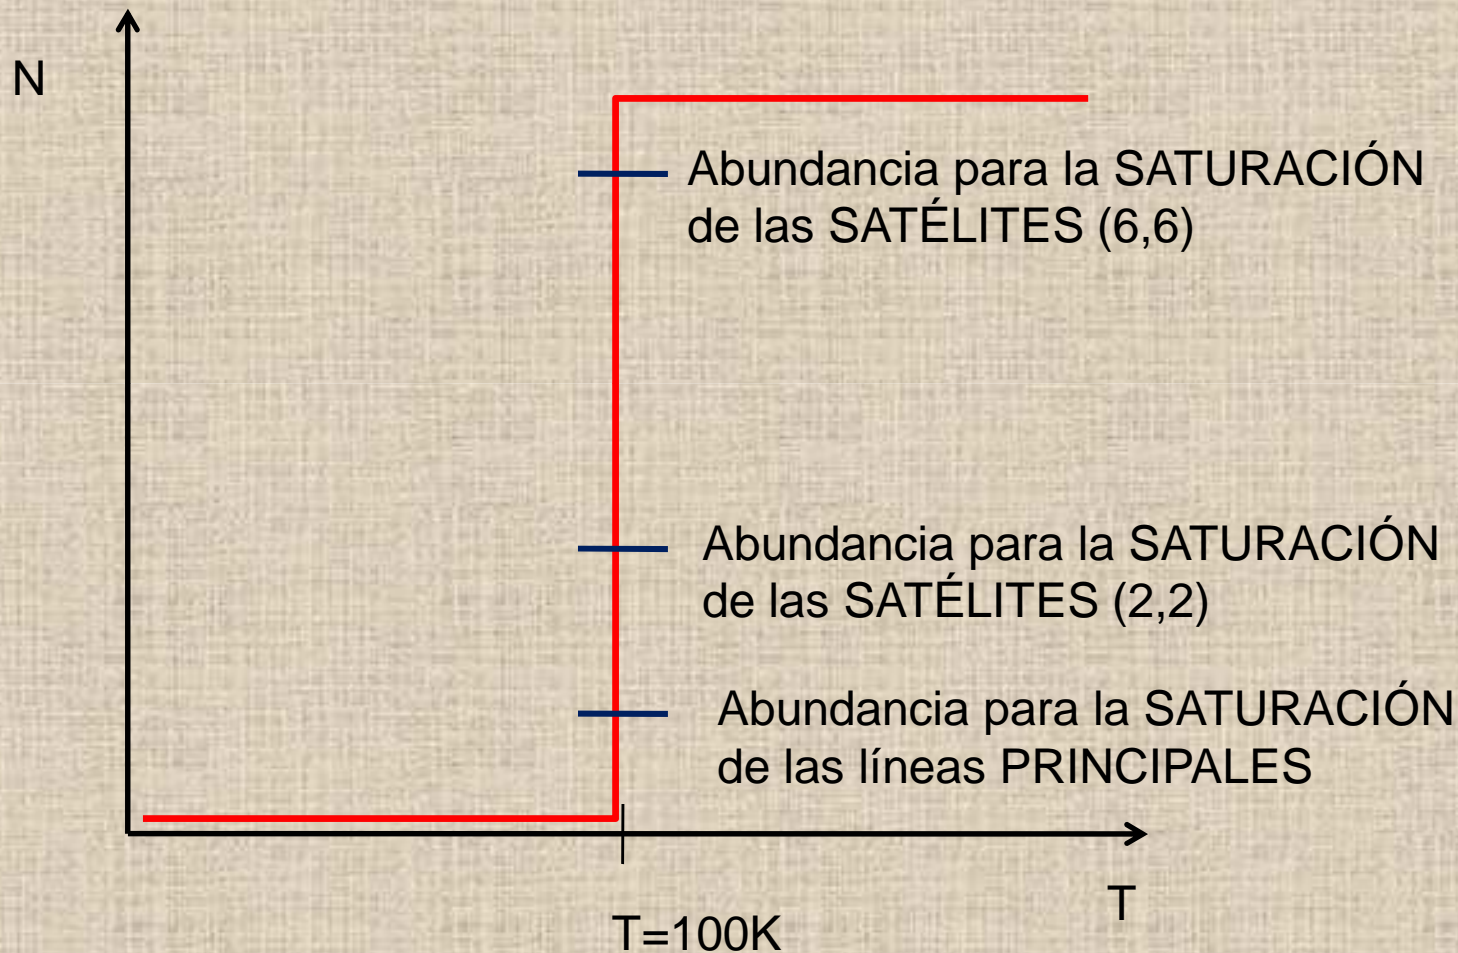 N
Abundancia para la SATURACIÓN
de las SATÉLITES (6,6)
Abundancia para la SATURACIÓN
de las SATÉLITES (2,2)
Abundancia para la SATURACIÓN
de las líneas PRINCIPALES
T
T=100K